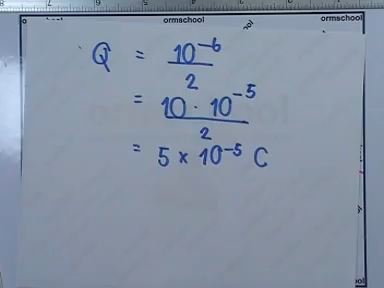 ormschool
ormschool
Q = 10⁻⁶ / 2
= 10 · 10⁻⁵ / 2
= 5 × 10⁻⁵ C